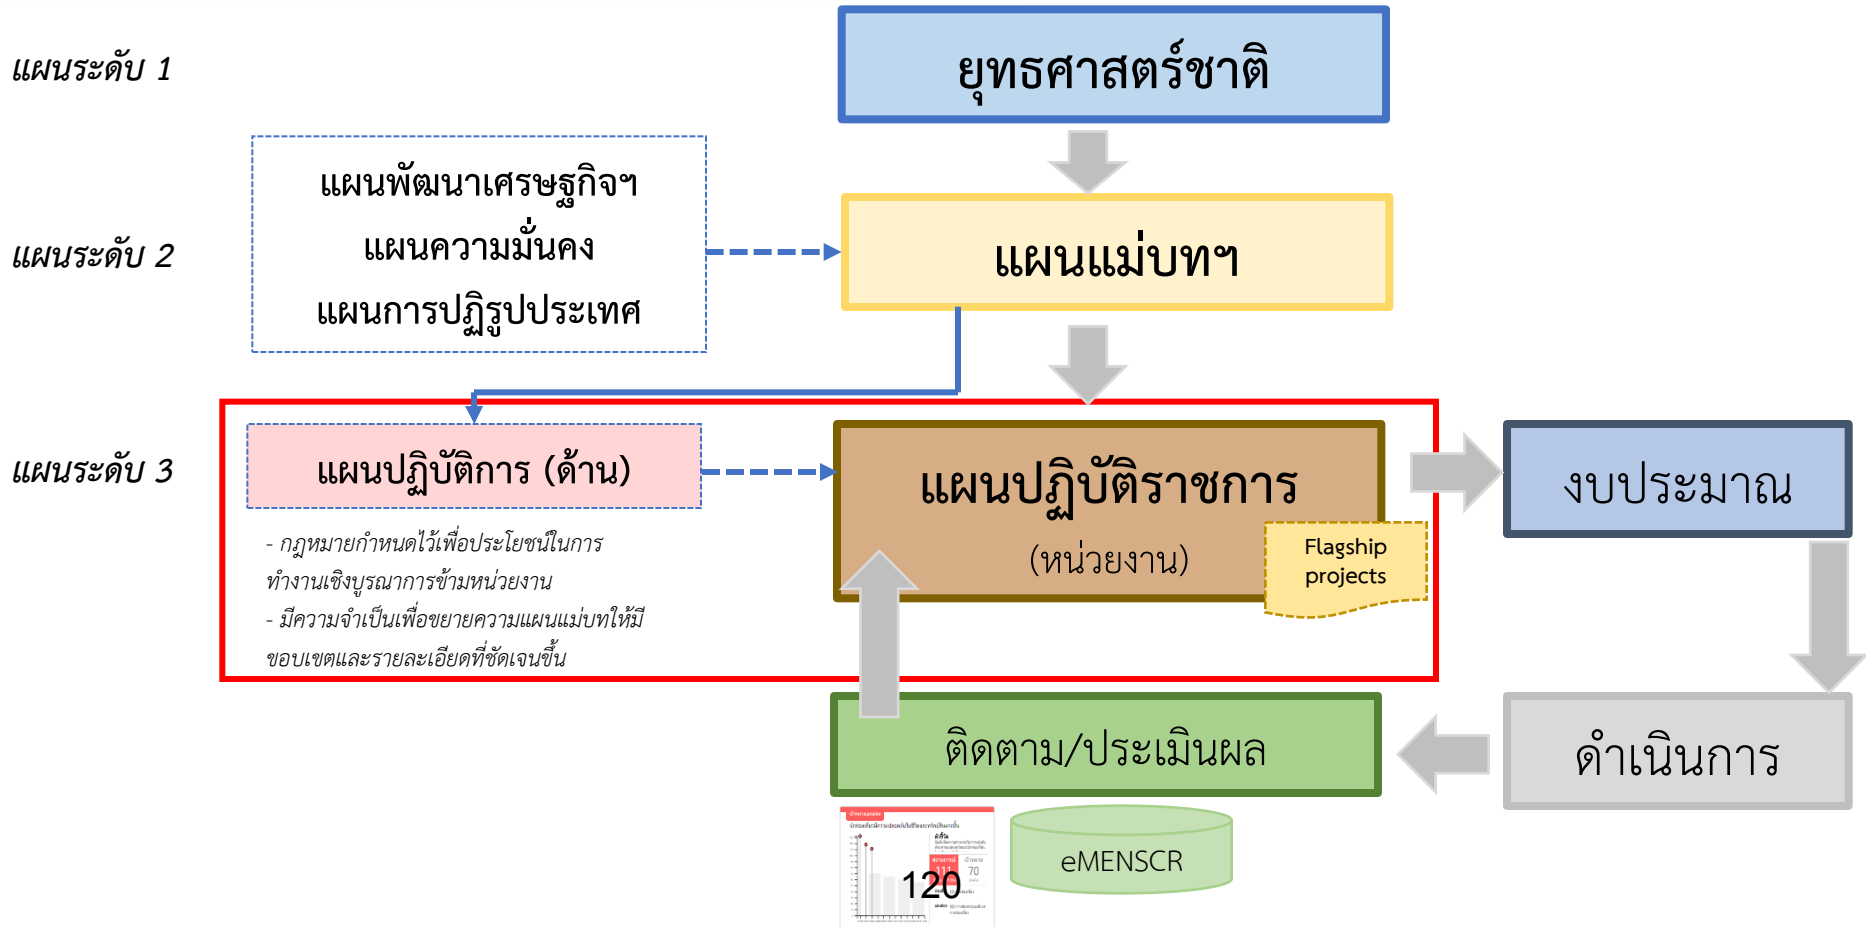 แผนระดับ 1
ยุทธศาสตร์ชาติ
แผนพัฒนาเศรษฐกิจฯ
แผนความมั่นคง
แผนการปฏิรูปประเทศ
แผนระดับ 2
แผนแม่บทฯ
แผนระดับ 3
แผนปฏิบัติการ (ด้าน)
- กฎหมายกำหนดไว้เพื่อประโยชน์ในการ
ทำงานเชิงบูรณาการข้ามหน่วยงาน
- มีความจำเป็นเพื่อขยายความแผนแม่บทให้มี
ขอบเขตและรายละเอียดที่ชัดเจนขึ้น
แผนปฏิบัติราชการ
(หน่วยงาน)
Flagship
projects
งบประมาณ
ดำเนินการ
ติดตาม/ประเมินผล
ตัวชี้วัด
111
70
120
eMENSCR